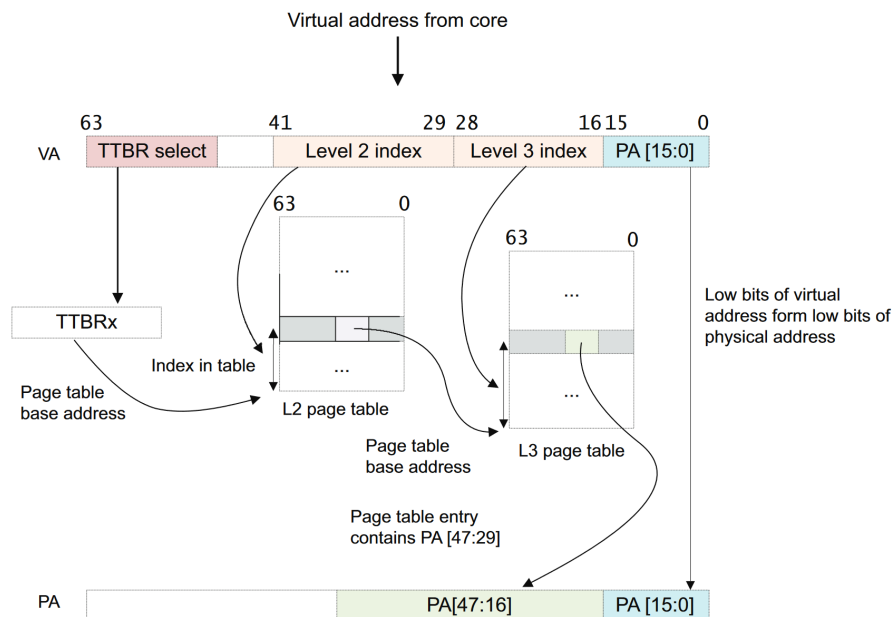 Virtual address from core
63 41 29 28 16 15 0
VA TTBR select Level 2 index Level 3 index PA [15:0]
63 0
63 0
...
...
TTBRx
Low bits of virtual
address form low bits of
physical address
Index in table
...
...
Page table
base address
L2 page table
Page table
base address
L3 page table
Page table entry
contains PA [47:29]
PA PA[47:16] PA [15:0]